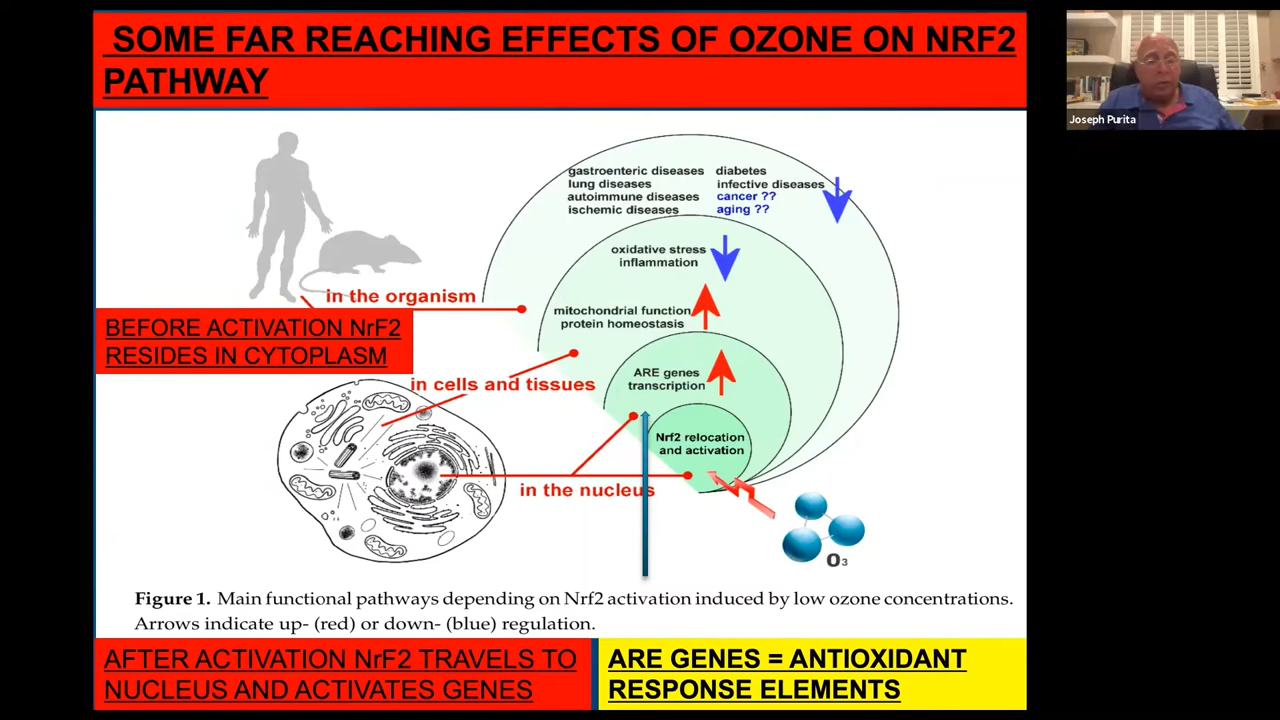 SOME FAR REACHING EFFECTS OF OZONE ON NRF2
PATHWAY
Joseph Purita
gastroenteric diseases
lung diseases
autoimmune diseases
ischemic diseases
diabetes
infective diseases
cancer ??
aging ??
oxidative stress
inflammation
in the organism
mitochondrial function
protein homeostasis
BEFORE ACTIVATION NrF2
RESIDES IN CYTOPLASM
in cells and tissues
ARE genes
transcription
Nrf2 relocation
and activation
in the nucleus
O3
Figure 1. Main functional pathways depending on Nrf2 activation induced by low ozone concentrations.
Arrows indicate up- (red) or down- (blue) regulation.
AFTER ACTIVATION NrF2 TRAVELS TO
NUCLEUS AND ACTIVATES GENES
ARE GENES = ANTIOXIDANT
RESPONSE ELEMENTS